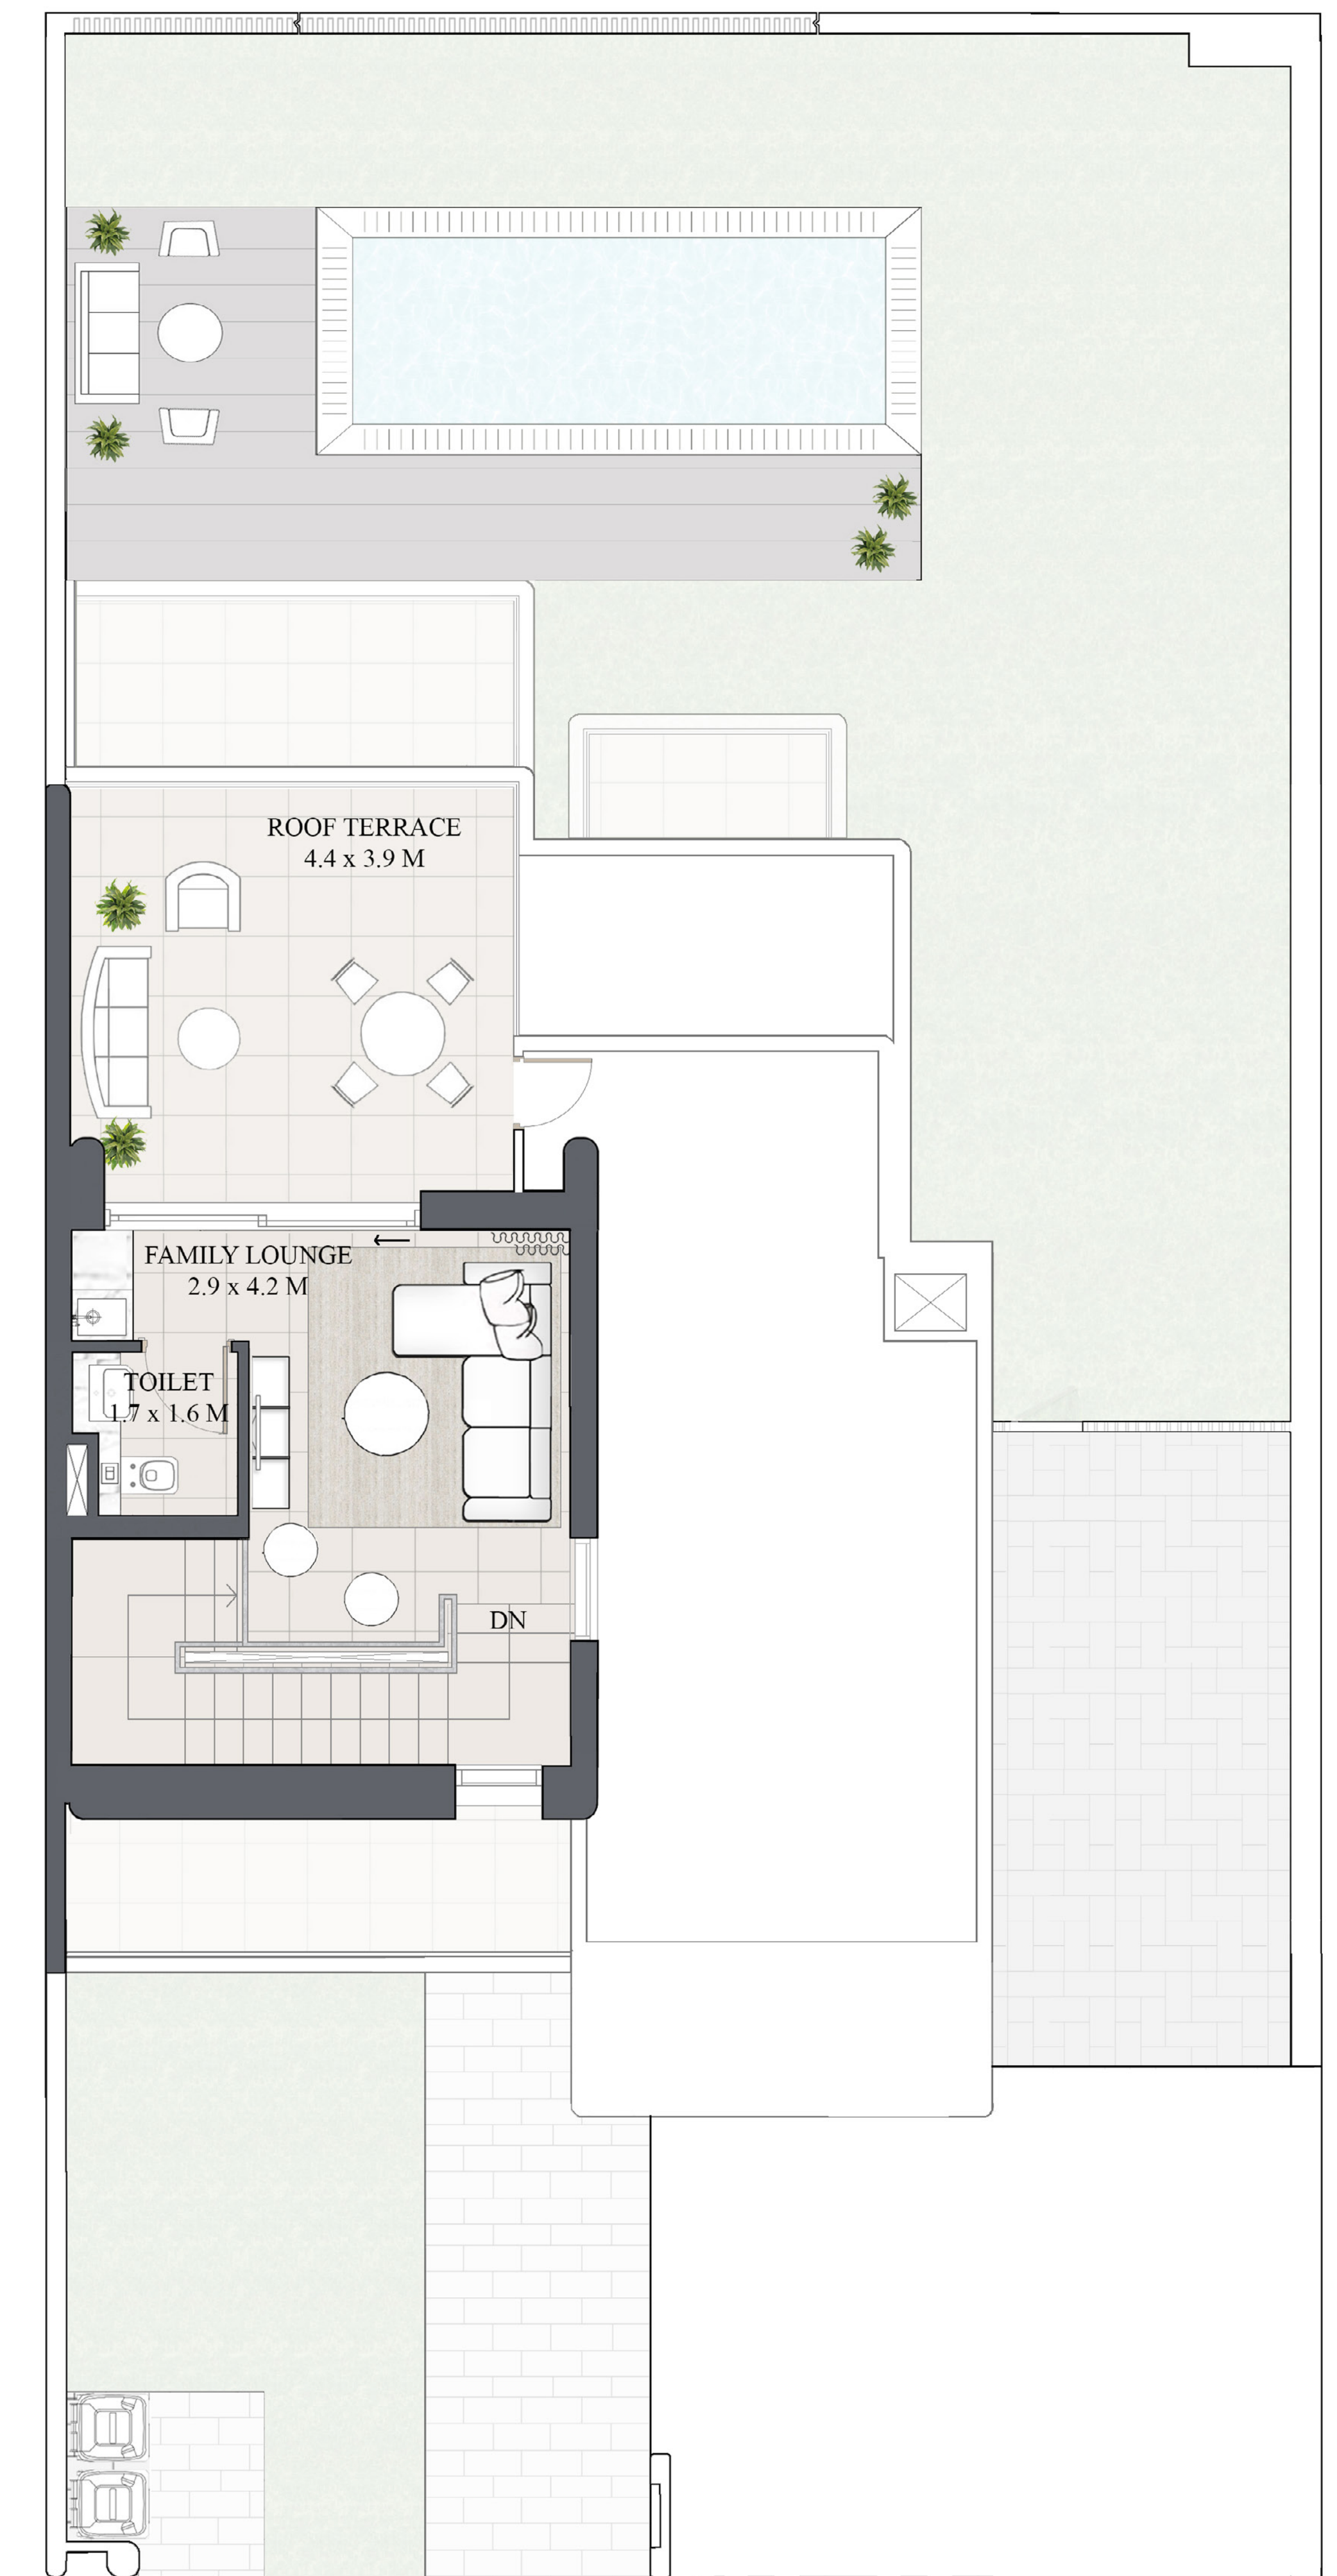 ROOF TERRACE
4.4 x 3.9 M
FAMILY LOUNGE
2.9 x 4.2 M
TOILET
1.7 x 1.6 M
DN